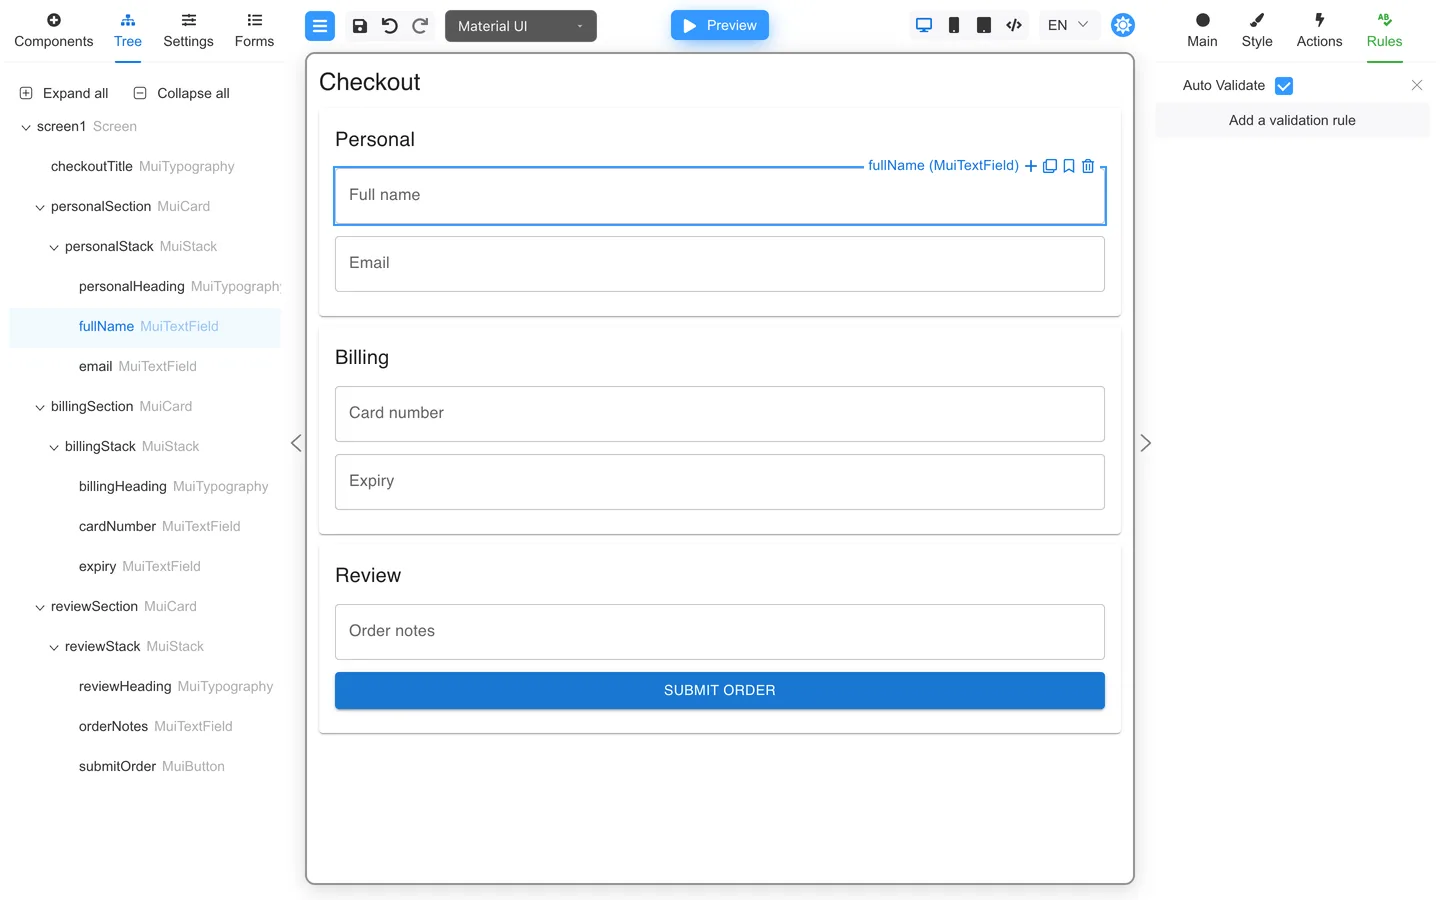 Components
Tree
Settings
Forms
Material UI
Preview
EN
Main
Style
Actions
Rules
Expand all
Collapse all
screen1 Screen
checkoutTitle MuiTypography
personalSection MuiCard
personalStack MuiStack
personalHeading MuiTypography
fullName MuiTextField
email MuiTextField
billingSection MuiCard
billingStack MuiStack
billingHeading MuiTypography
cardNumber MuiTextField
expiry MuiTextField
reviewSection MuiCard
reviewStack MuiStack
reviewHeading MuiTypography
orderNotes MuiTextField
submitOrder MuiButton
Checkout
Personal
fullName (MuiTextField)
Full name
Email
Billing
Card number
Expiry
Review
Order notes
SUBMIT ORDER
Auto Validate
Add a validation rule